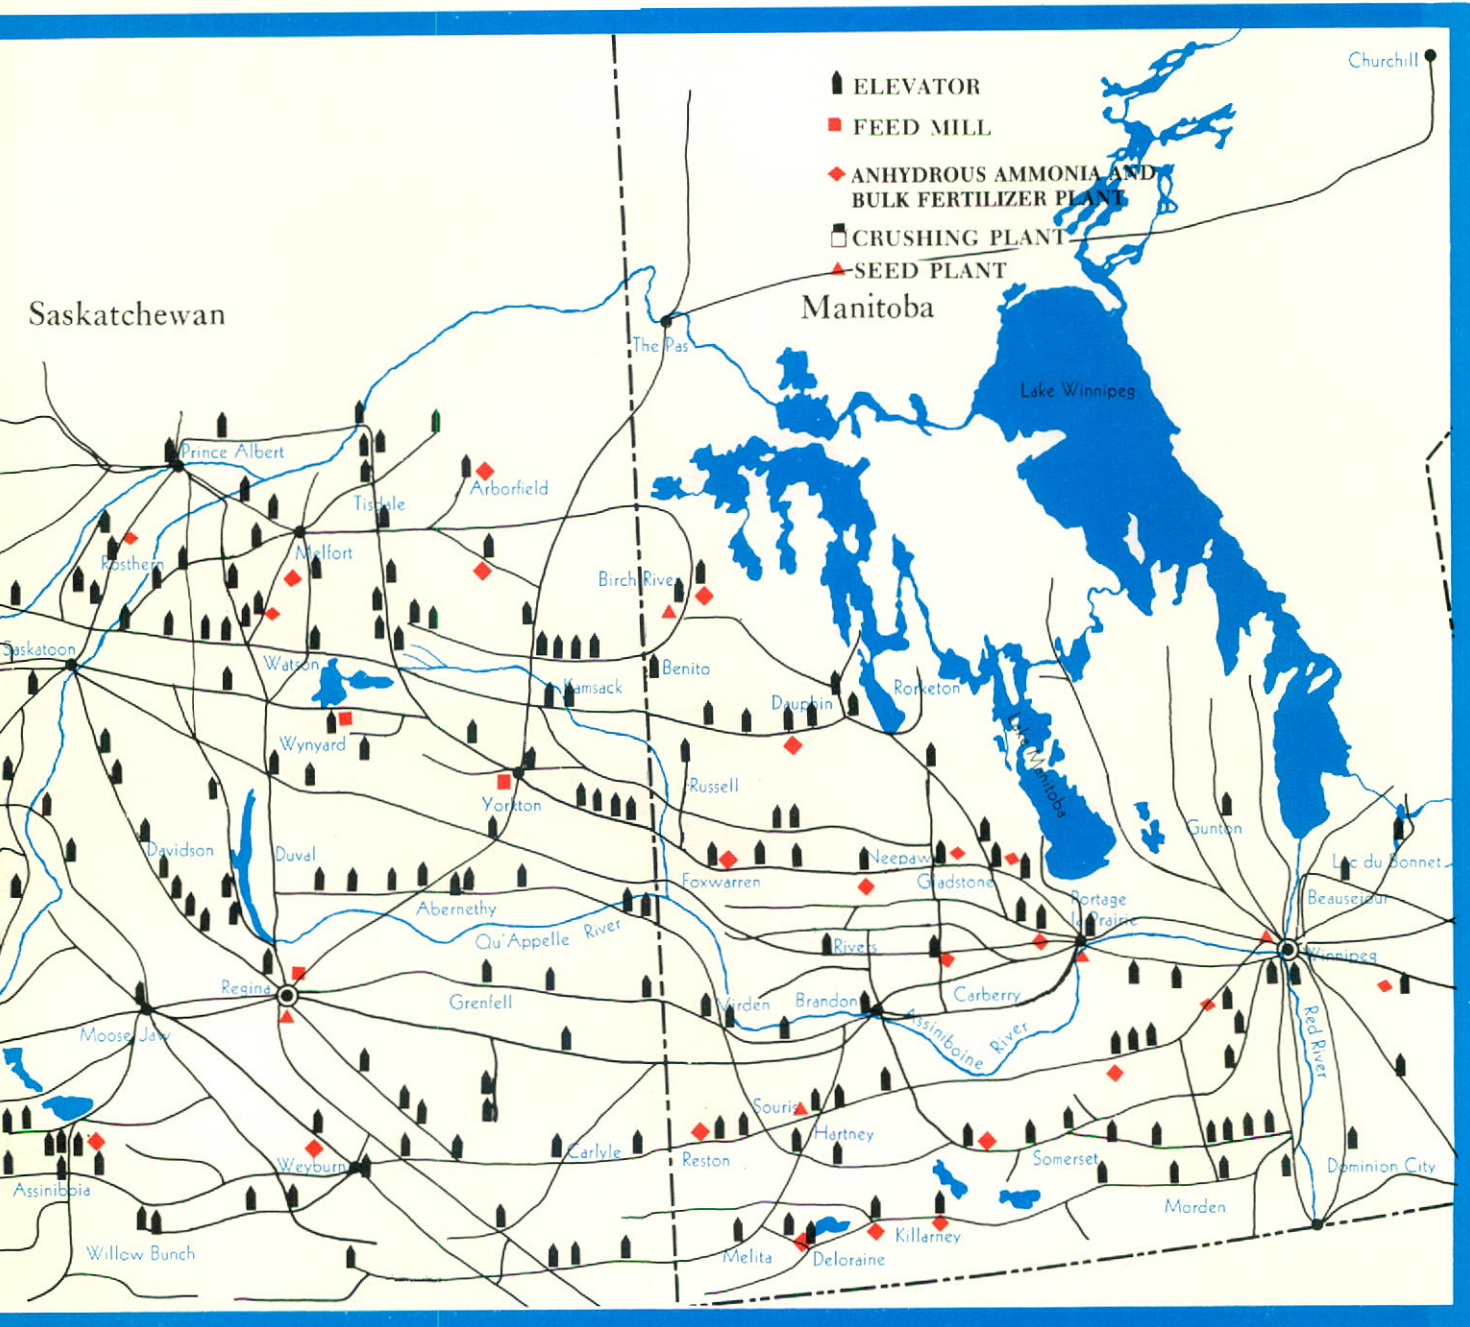 Churchill
ELEVATOR
FEED MILL
ANHYDROUS AMMONIA AND
BULK FERTILIZER PLANT
CRUSHING PLANT
SEED PLANT
Saskatchewan
Manitoba
The Pas
Lake Winnipeg
Prince Albert
Arborfield
Tisdale
Melfort
Rosthern
Birch River
Saskatoon
Watson
Benito
Kamsack
Rorketon
Dauphin
Lake Manitoba
Wynyard
Russell
Yorkton
Gunton
Davidson
Duval
Neepawa
Lac du Bonnet
Foxwarren
Gladstone
Beausejour
Portage
la Prairie
Abernethy
Qu'Appelle River
Rivers
Winnipeg
Regina
Grenfell
Virden
Brandon
Carberry
Assiniboine River
Red River
Moose Jaw
Souris
Hartney
Carlyle
Reston
Somerset
Weyburn
Dominion City
Assiniboia
Morden
Killarney
Willow Bunch
Melita
Deloraine